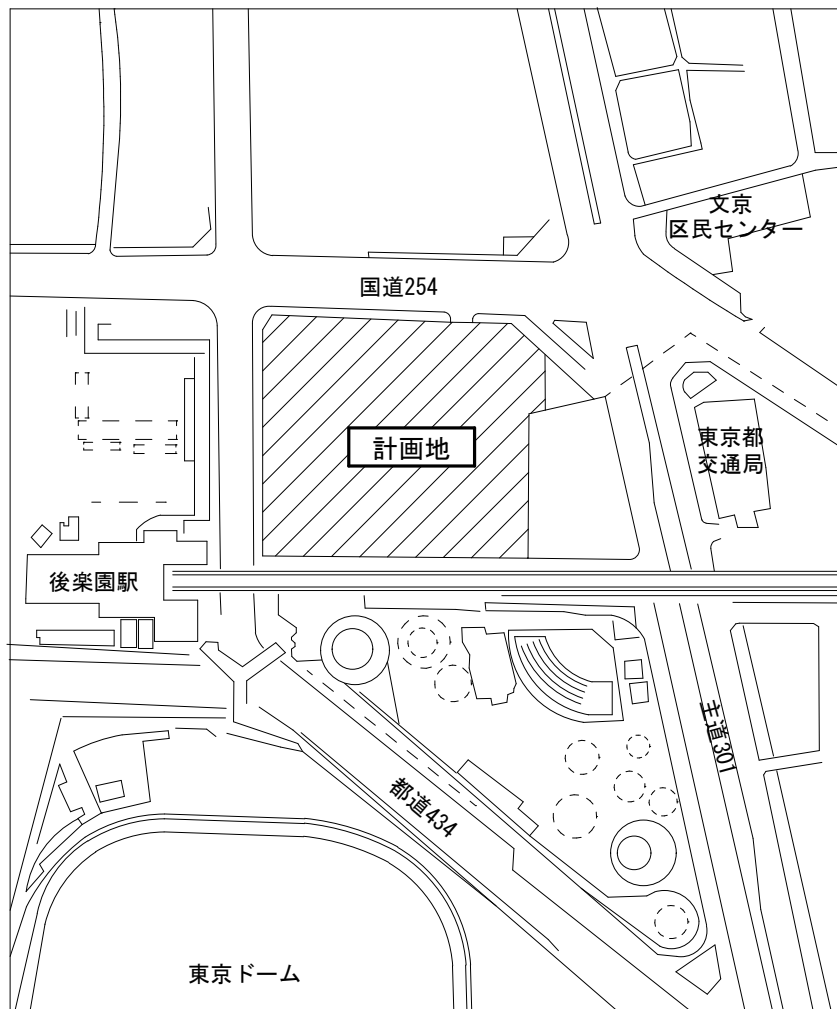 文京
区民センター
国道254
計画地
東京都
交通局
後楽園駅
主道301
都道434
東京ドーム